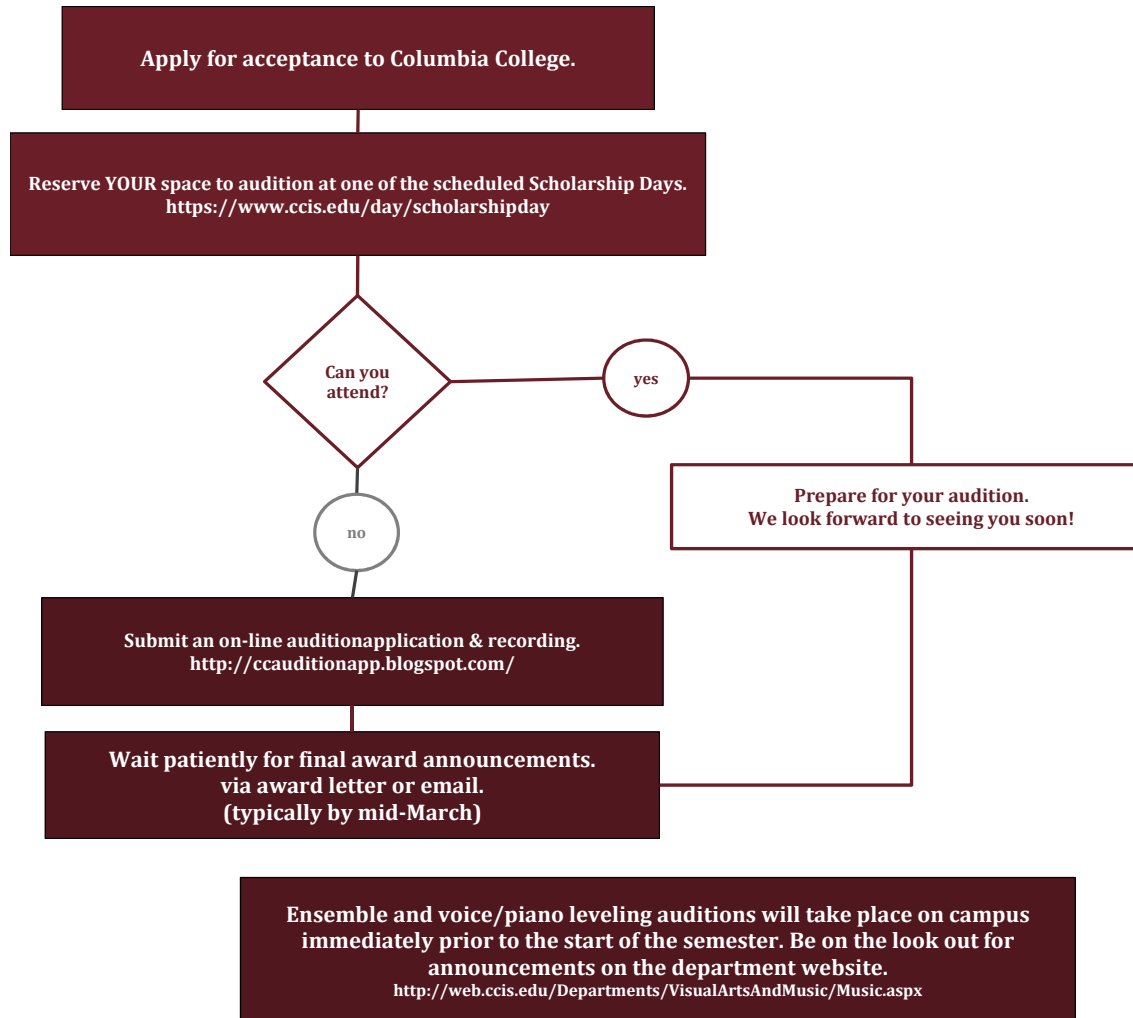 Apply for acceptance to Columbia College.
Reserve YOUR space to audition at one of the scheduled Scholarship Days.
https://www.ccis.edu/day/scholarshipday
Can you
attend?
yes
Prepare for your audition.
We look forward to seeing you soon!
no
Submit an on-line auditionapplication & recording.
http://ccauditionapp.blogspot.com/
Wait patiently for final award announcements.
via award letter or email.
(typically by mid-March)
Ensemble and voice/piano leveling auditions will take place on campus
immediately prior to the start of the semester. Be on the look out for
announcements on the department website.
http://web.ccis.edu/Departments/VisualArtsAndMusic/Music.aspx